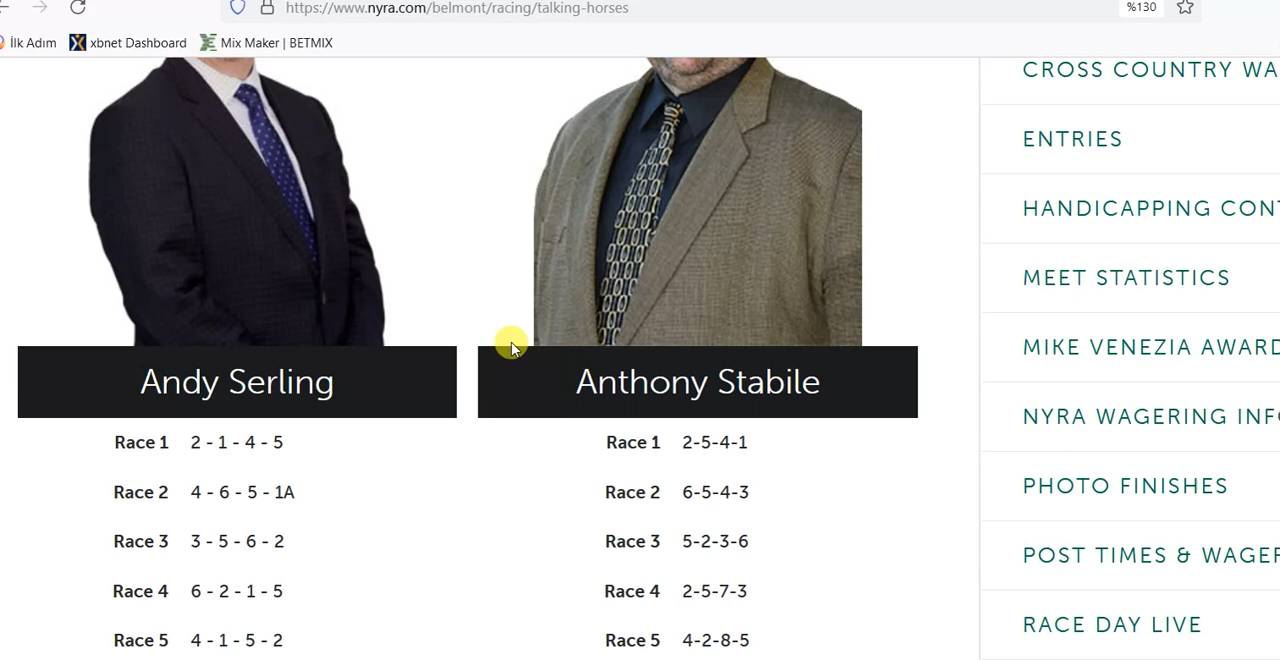 https://www.nyra.com/belmont/racing/talking-horses
%130
İlk Adım
xbnet Dashboard
Mix Maker | BETMIX
Andy Serling
Race 1 2 - 1 - 4 - 5
Race 2 4 - 6 - 5 - 1A
Race 3 3 - 5 - 6 - 2
Race 4 6 - 2 - 1 - 5
Race 5 4 - 1 - 5 - 2
Anthony Stabile
Race 1 2-5-4-1
Race 2 6-5-4-3
Race 3 5-2-3-6
Race 4 2-5-7-3
Race 5 4-2-8-5
CROSS COUNTRY WA
ENTRIES
HANDICAPPING CONT
MEET STATISTICS
MIKE VENEZIA AWARD
NYRA WAGERING INFO
PHOTO FINISHES
POST TIMES & WAGER
RACE DAY LIVE